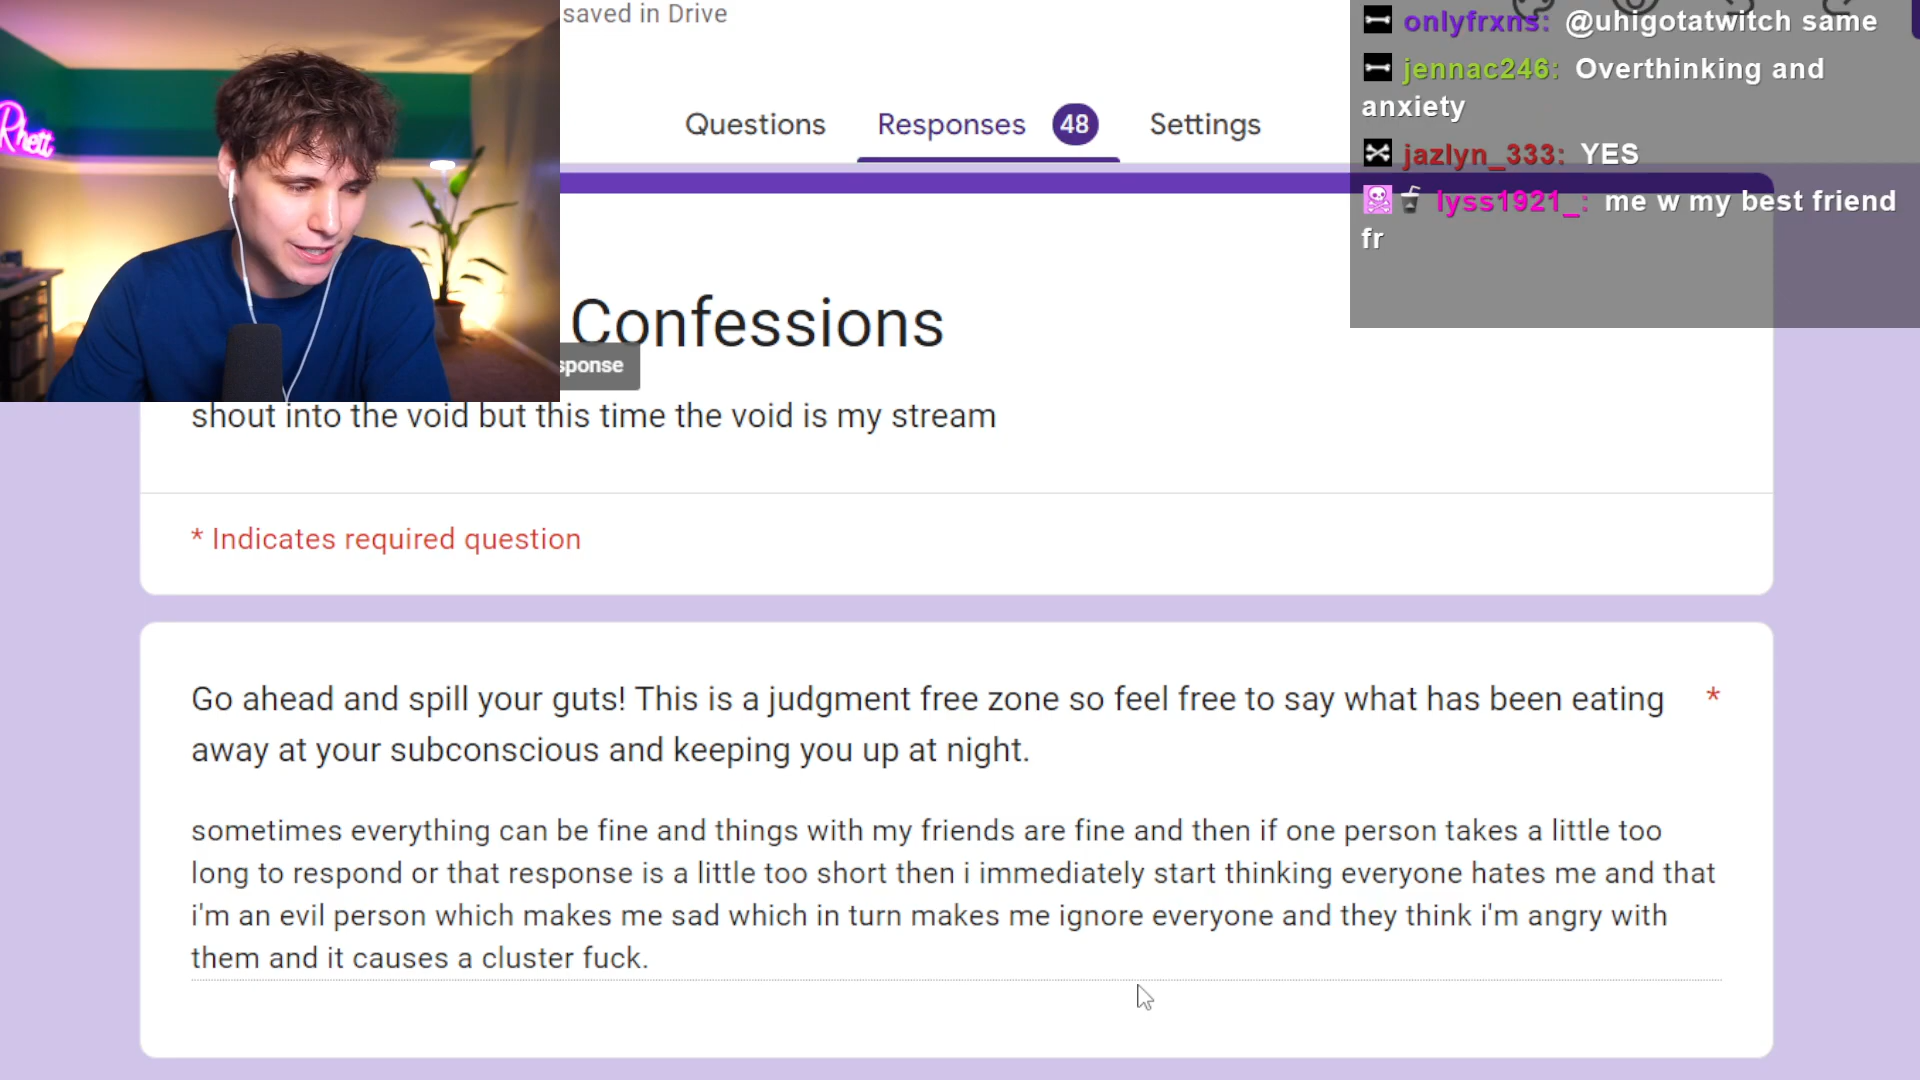 saved in Drive
Questions
Responses 48
Settings
onlyfrxns: @uhigotatwitch same
jennac246: Overthinking and
anxiety
jazlyn_333: YES
lyss1921_: me w my best friend
fr
Rhett
Confessions
sponse
shout into the void but this time the void is my stream
* Indicates required question
Go ahead and spill your guts! This is a judgment free zone so feel free to say what has been eating *
away at your subconscious and keeping you up at night.
sometimes everything can be fine and things with my friends are fine and then if one person takes a little too
long to respond or that response is a little too short then i immediately start thinking everyone hates me and that
i'm an evil person which makes me sad which in turn makes me ignore everyone and they think i'm angry with
them and it causes a cluster fuck.